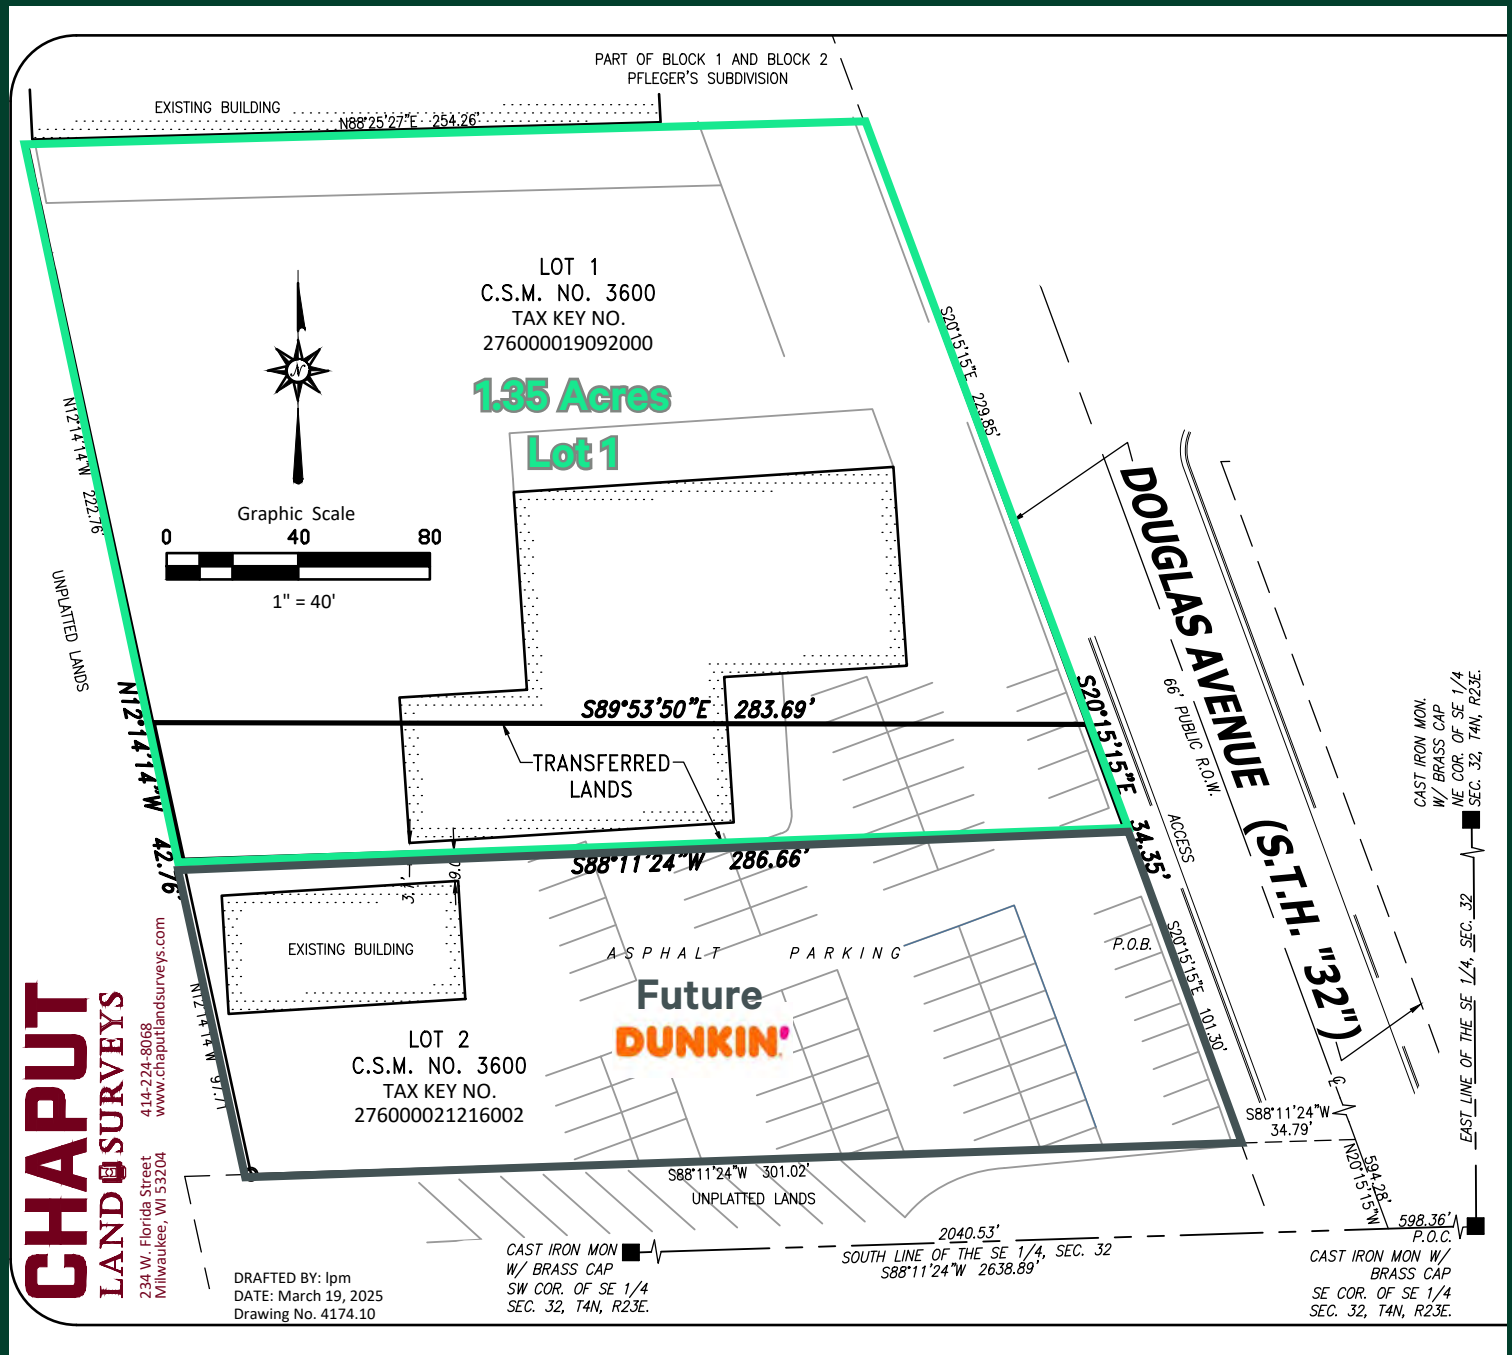 PART OF BLOCK 1 AND BLOCK 2
PFLEGER'S SUBDIVISION
EXISTING BUILDING
N88°25'27"E 254.26'
LOT 1
C.S.M. NO. 3600
TAX KEY NO.
276000019092000
1.35 Acres
Lot 1
N
Graphic Scale
0 40 80
1" = 40'
N12°14'14"W 222.76'
UNPLATTED LANDS
S20°15'15"E 229.85'
DOUGLAS AVENUE (S.T.H. "32")
66' PUBLIC R.O.W.
ACCESS
S89°53'50"E 283.69'
TRANSFERRED
LANDS
N12°14'14"W 42.76'
S20°15'15"E 34.35'
S88°11'24"W 286.66'
3.1'
EXISTING BUILDING
ASPHALT PARKING
P.O.B.
Future
DUNKIN'
LOT 2
C.S.M. NO. 3600
TAX KEY NO.
276000021216002
N12°14'14"W 97.71
S20°15'15"E 101.30'
S88°11'24"W 301.02'
UNPLATTED LANDS
S88°11'24"W
34.79'
594.28'
N20°15'15"W
598.36'
P.O.C.
CAST IRON MON W/
BRASS CAP
SE COR. OF SE 1/4
SEC. 32, T4N, R23E.
2040.53'
SOUTH LINE OF THE SE 1/4, SEC. 32
S88°11'24"W 2638.89'
CAST IRON MON
W/ BRASS CAP
SW COR. OF SE 1/4
SEC. 32, T4N, R23E.
CAST IRON MON.
W/ BRASS CAP
NE COR. OF SE 1/4
SEC. 32, T4N, R23E.
EAST LINE OF THE SE 1/4, SEC. 32
CHAPUT
LAND SURVEYS
234 W. Florida Street
Milwaukee, WI 53204
414-224-8068
www.chaputlandsurveys.com
DRAFTED BY: lpm
DATE: March 19, 2025
Drawing No. 4174.10